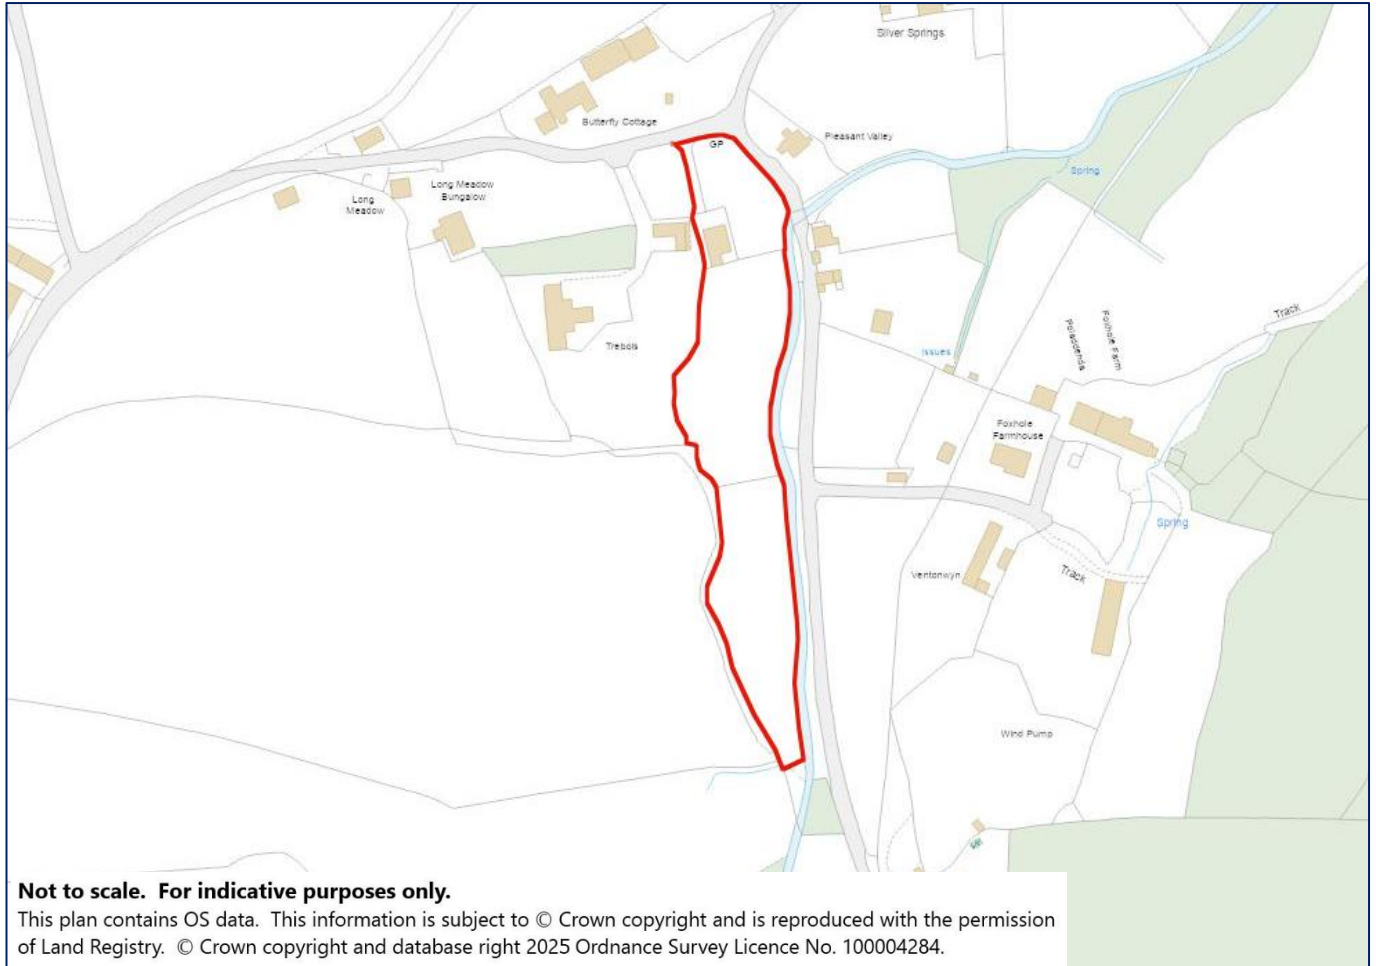 Silver Springs
Butterfly Cottage
GP
Pleasant Valley
Spring
Long Meadow
Bungalow
Long
Meadow
Track
Foxhole Farm
Poladdenda
Trebols
Issues
Foxhole
Farmhouse
Spring
Ventonwyn
Track
Wind Pump
Not to scale. For indicative purposes only.
This plan contains OS data. This information is subject to © Crown copyright and is reproduced with the permission
of Land Registry. © Crown copyright and database right 2025 Ordnance Survey Licence No. 100004284.